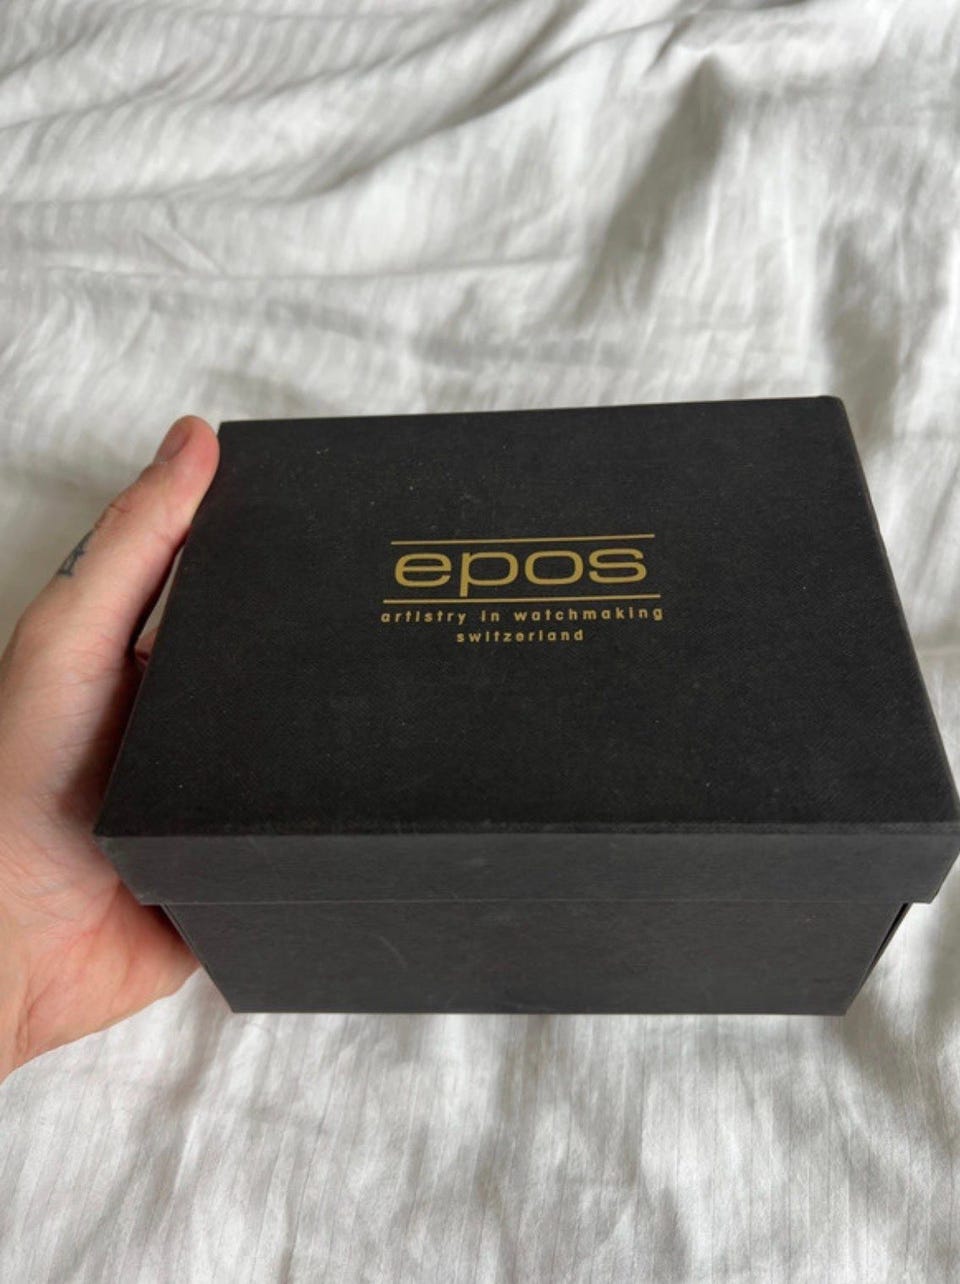 epos
artistry in watchmaking
switzerland